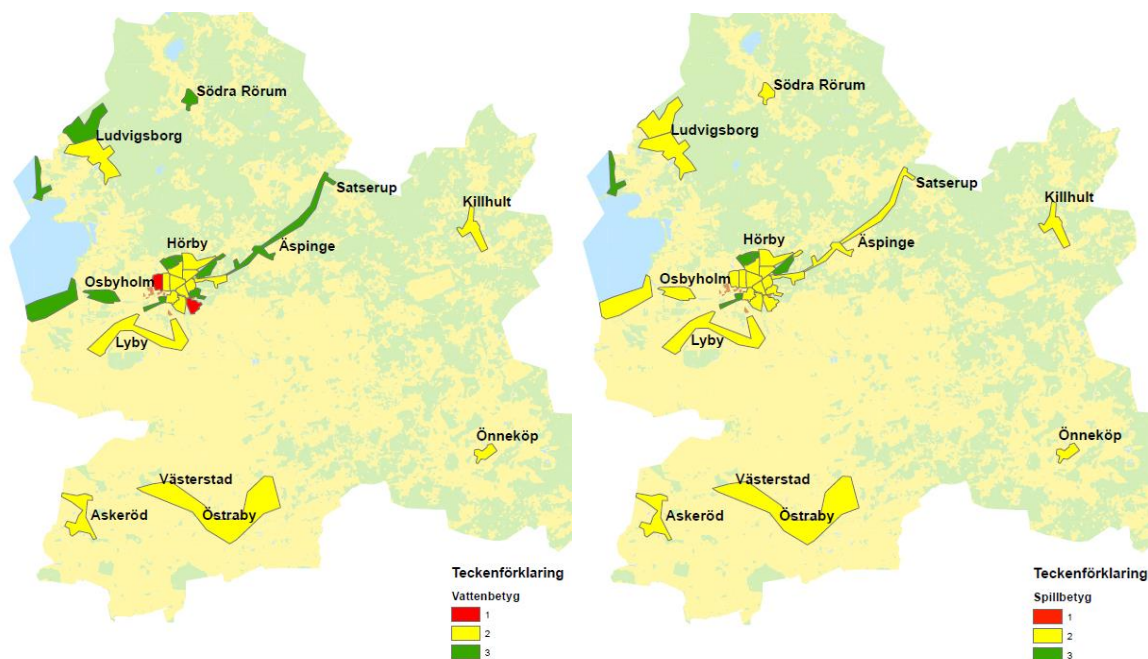 Södra Rörum
Ludvigsborg
Satserup
Killhult
Hörby
Äspinge
Osbyholm
Lyby
Önneköp
Västerstad
Askeröd
Östraby
Teckenförklaring
Vattenbetyg
1
2
3
Södra Rörum
Ludvigsborg
Satserup
Killhult
Hörby
Äspinge
Osbyholm
Lyby
Önneköp
Västerstad
Askeröd
Östraby
Teckenförklaring
Spillbetyg
1
2
3